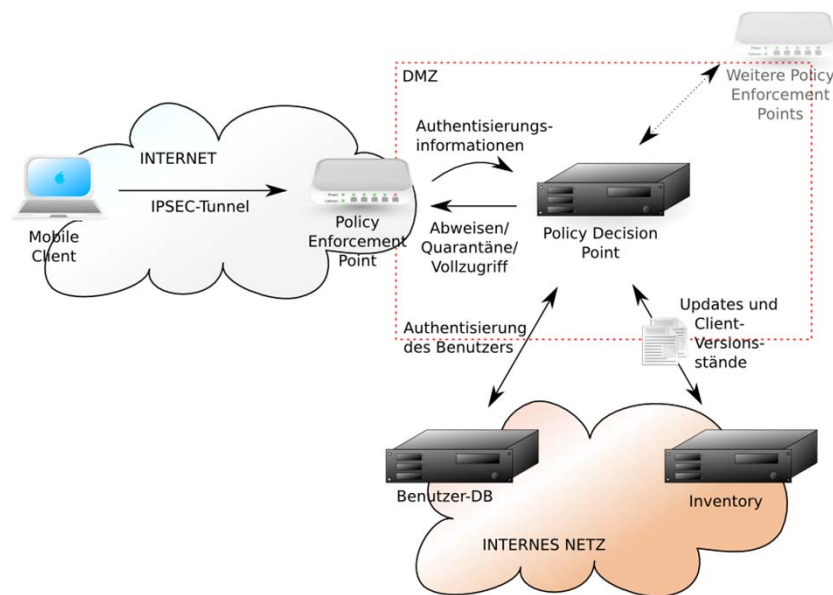 DMZ
Weitere Policy
Enforcement
Points
Authentisierungs-
informationen
INTERNET
IPSEC-Tunnel
Mobile
Client
Policy
Enforcement
Point
Abweisen/
Quarantäne/
Vollzugriff
Policy Decision
Point
Authentisierung
des Benutzers
Updates und
Client-
Versions-
stände
Benutzer-DB
Inventory
INTERNES NETZ